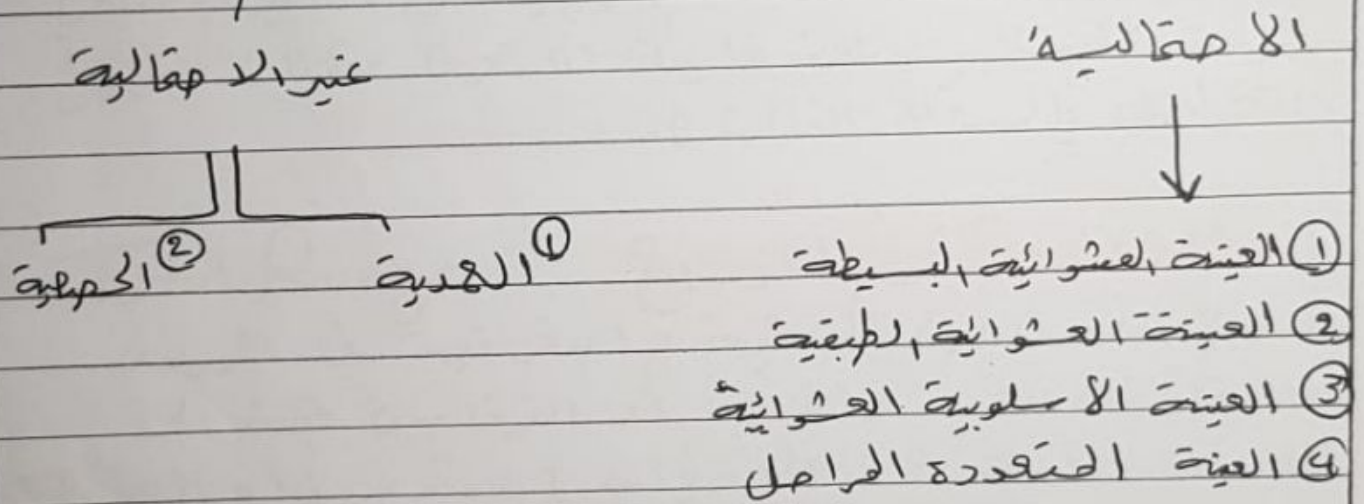 الاحتمالية
غير الاحتمالية
① العينة العشوائية البسيطة
② العينة العشوائية الطبقية
③ العينة الاسلوبية العشوائية
④ العينة المتعددة المراحل
① العمدية
② الحصصية